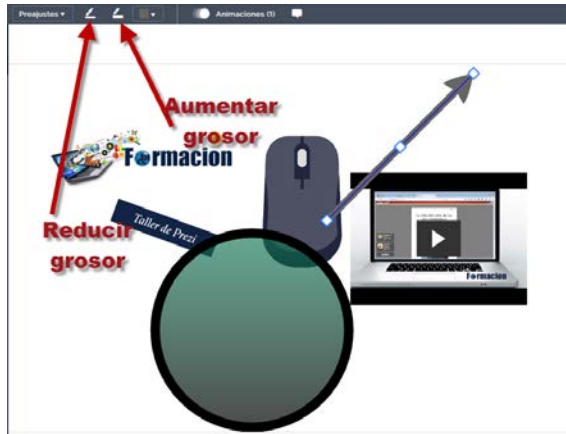 Preajustes
Animaciones (1)
Aumentar
grosor
Formacion
Taller de Prezi
Reducir
grosor
Formacion